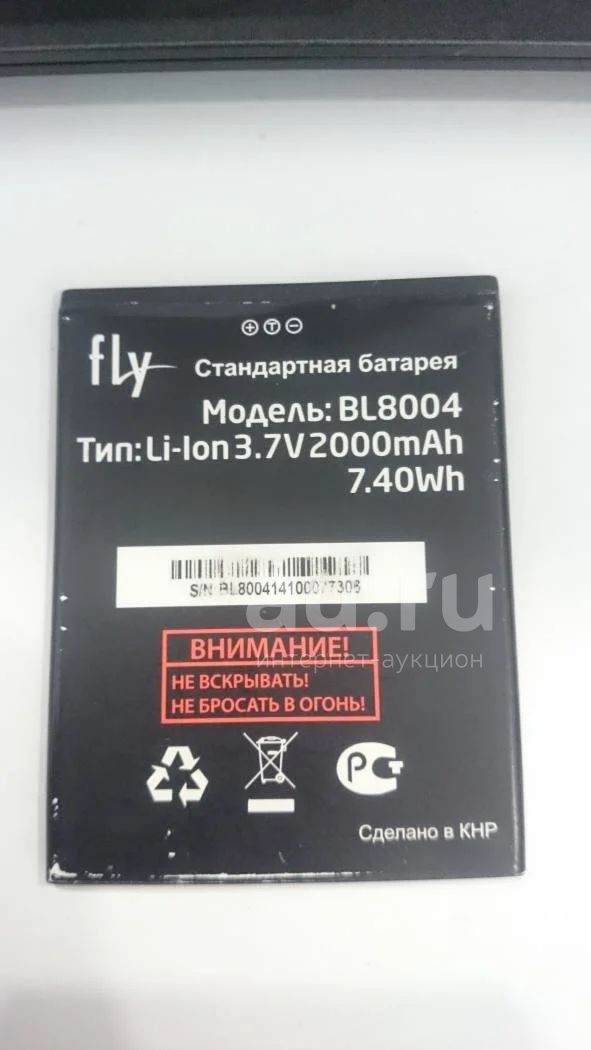 fly Стандартная батарея
Модель: BL8004
Тип: Li-Ion 3.7V 2000mAh
7.40Wh
S/N BL800414100077306
au.ru
интернет-аукцион
ВНИМАНИЕ!
НЕ ВСКРЫВАТЬ!
НЕ БРОСАТЬ В ОГОНЬ!
Сделано в КНР